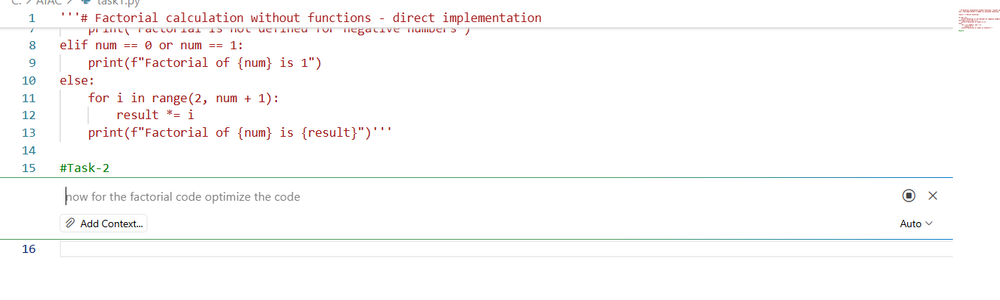 C: > AIAC > task1.py
1 '''# Factorial calculation without functions - direct implementation
7 print("Factorial is not defined for negative numbers")
8 elif num == 0 or num == 1:
9 print(f"Factorial of {num} is 1")
10 else:
11 for i in range(2, num + 1):
12 result *= i
13 print(f"Factorial of {num} is {result}")'''
14
15 #Task-2
now for the factorial code optimize the code
Add Context...
Auto
16